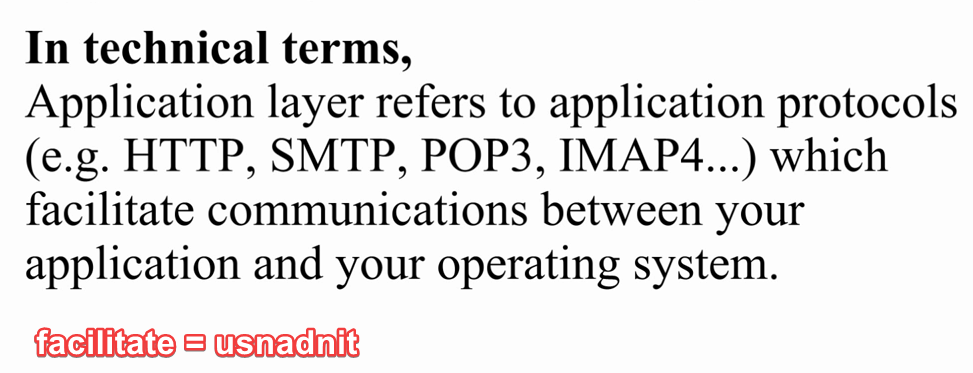 In technical terms,
Application layer refers to application protocols
(e.g. HTTP, SMTP, POP3, IMAP4...) which
facilitate communications between your
application and your operating system.
facilitate = usnadnit